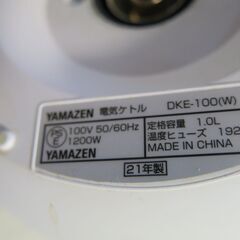 YAMAZEN 電気ケトル DKE-100(W)
PS E 100V 50/60Hz 定格容量 1.0L
1200W 温度ヒューズ 192
YAMAZEN MADE IN CHINA
21年製